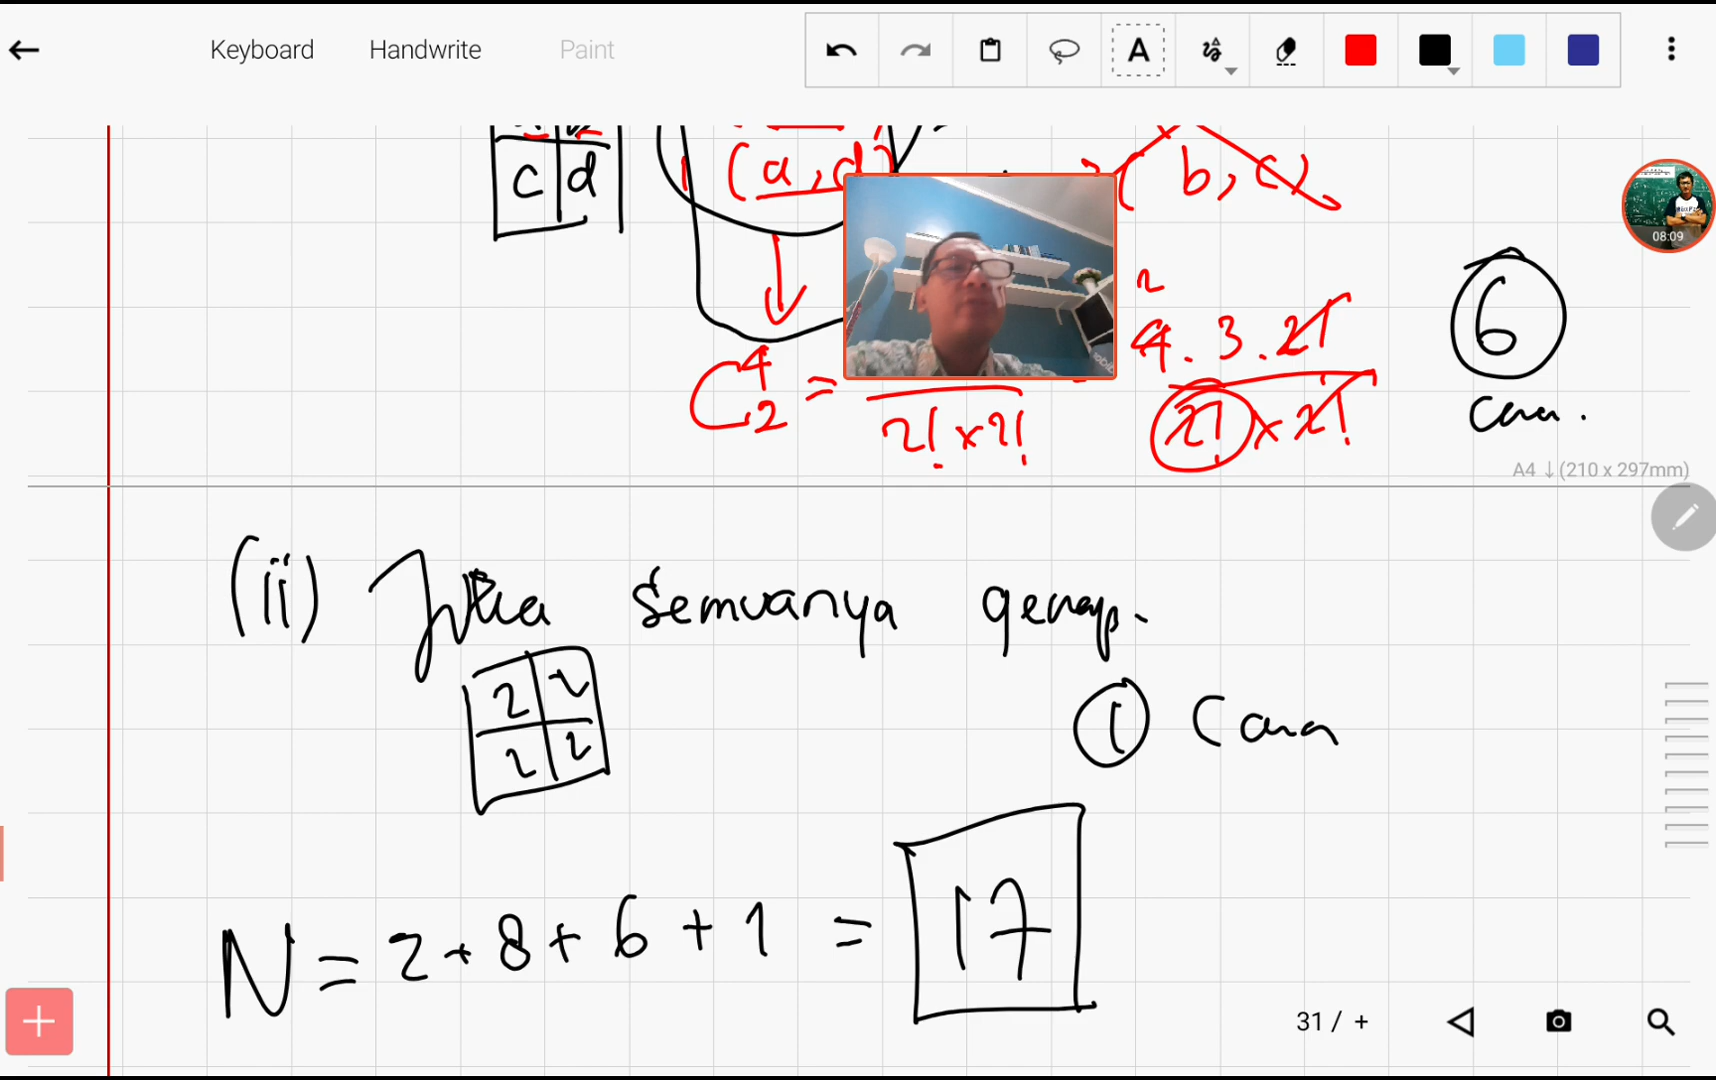 Keyboard Handwrite Paint A
c d (a,d) (b,c)
08:09
C 4 2 = 2! x 2! 4. 3. 2! 2! x 2! 2
6
Cara.
A4 ↓ (210 x 297mm)
(ii) Jika Semuanya genap.
2 2
2 2
1 Cara
N = 2 + 8 + 6 + 1 = 17
31 / +